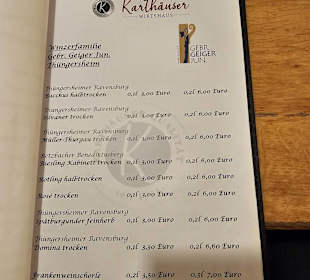 Karthäuser
WIRTSHAUS
Winzerfamilie
Gebr. Geiger Jun.
Thüngersheim
GEBR.
GEIGER
JUN.
Thüngersheimer Ravensburg
Bacchus halbtrocken 0,1l 3,00 Euro 0,2l 6,00 Euro
Thüngersheimer Ravensburg
Silvaner trocken 0,1l 3,00 Euro 0,2l 6,00 Euro
Thüngersheimer Ravensburg
Müller-Thurgau trocken 0,1l 3,00 Euro 0,2l 6,00 Euro
Retzbacher Benediktusberg
Riesling Kabinett trocken 0,1l 3,00 Euro 0,2l 6,00 Euro
Rotling halbtrocken 0,1l 3,00 Euro 0,2l 6,00 Euro
Rosé trocken 0,1l 3,00 Euro 0,2l 6,00 Euro
Thüngersheimer Ravensburg
Spätburgunder feinherb 0,1l 3,00 Euro 0,2l 6,00 Euro
Thüngersheimer Ravensburg
Domina trocken 0,1l 3,30 Euro 0,2l 6,60 Euro
Frankenweinschorle 0,5l 7,00 Euro